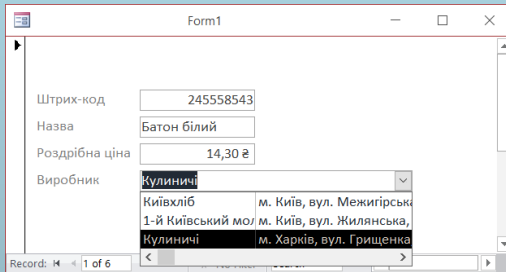 Form1
Штрих-код 245558543
Назва Батон білий
Роздрібна ціна 14,30 ₴
Виробник Кулиничі
Київхліб м. Київ, вул. Межигірська
1-й Київський мол м. Київ, вул. Жилянська,
Кулиничі м. Харків, вул. Грищенка
Record: 1 of 6